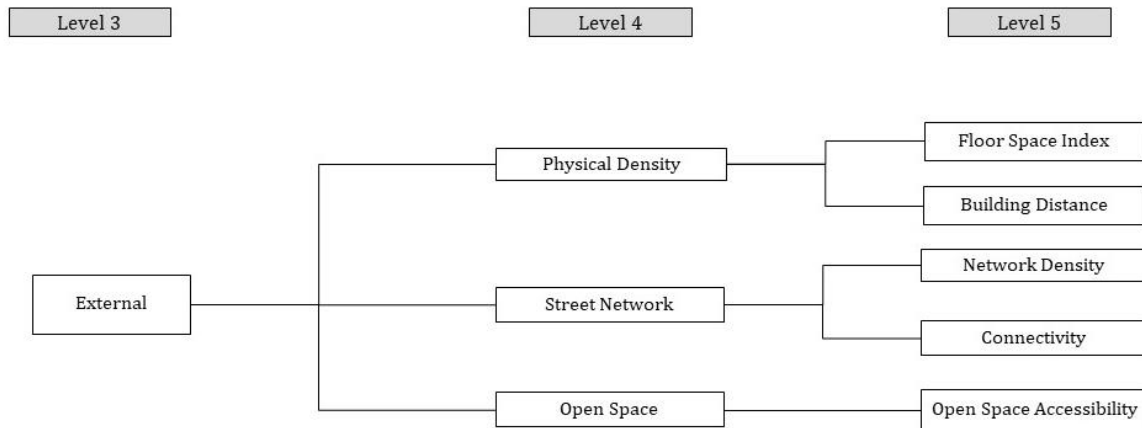 Level 3
Level 4
Level 5
Floor Space Index
Physical Density
Building Distance
Network Density
External
Street Network
Connectivity
Open Space
Open Space Accessibility